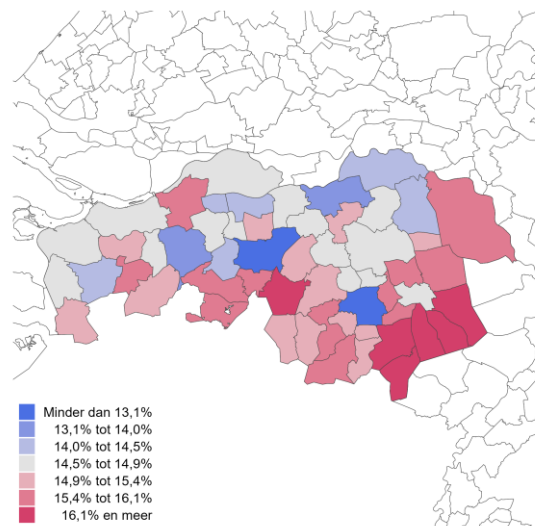 Minder dan 13,1%
13,1% tot 14,0%
14,0% tot 14,5%
14,5% tot 14,9%
14,9% tot 15,4%
15,4% tot 16,1%
16,1% en meer